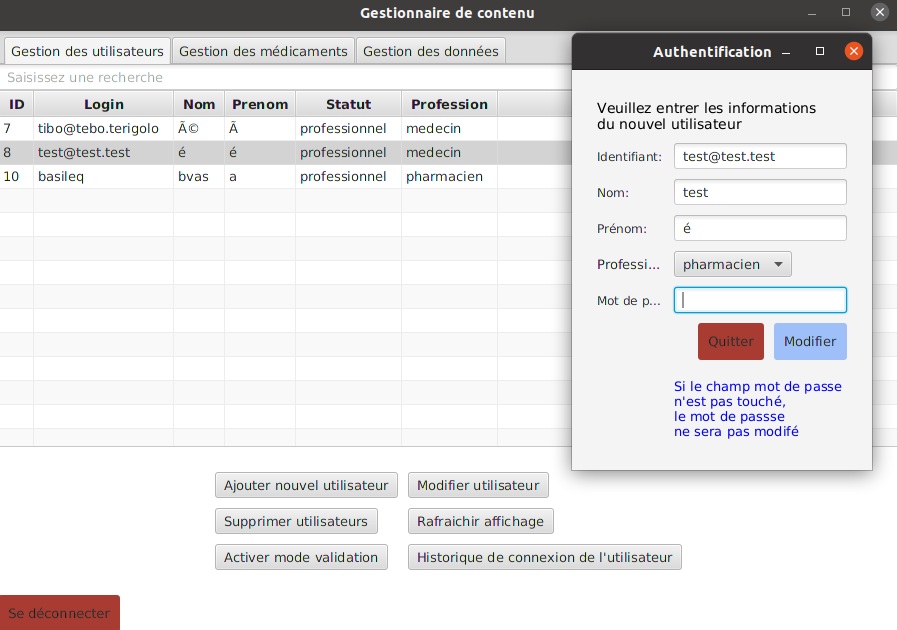 Gestionnaire de contenu
Gestion des utilisateurs Gestion des médicaments Gestion des données
Saisissez une recherche
ID Login Nom Prenom Statut Profession
7 tibo@tebo.terigolo Ã© Ã professionnel medecin
8 test@test.test é é professionnel medecin
10 basileq bvas a professionnel pharmacien
Authentification
Veuillez entrer les informations
du nouvel utilisateur
Identifiant: test@test.test
Nom: test
Prénom: é
Professi... pharmacien
Mot de p...
Quitter Modifier
Si le champ mot de passe
n'est pas touché,
le mot de passse
ne sera pas modifé
Ajouter nouvel utilisateur Modifier utilisateur
Supprimer utilisateurs Rafraichir affichage
Activer mode validation Historique de connexion de l'utilisateur
Se déconnecter